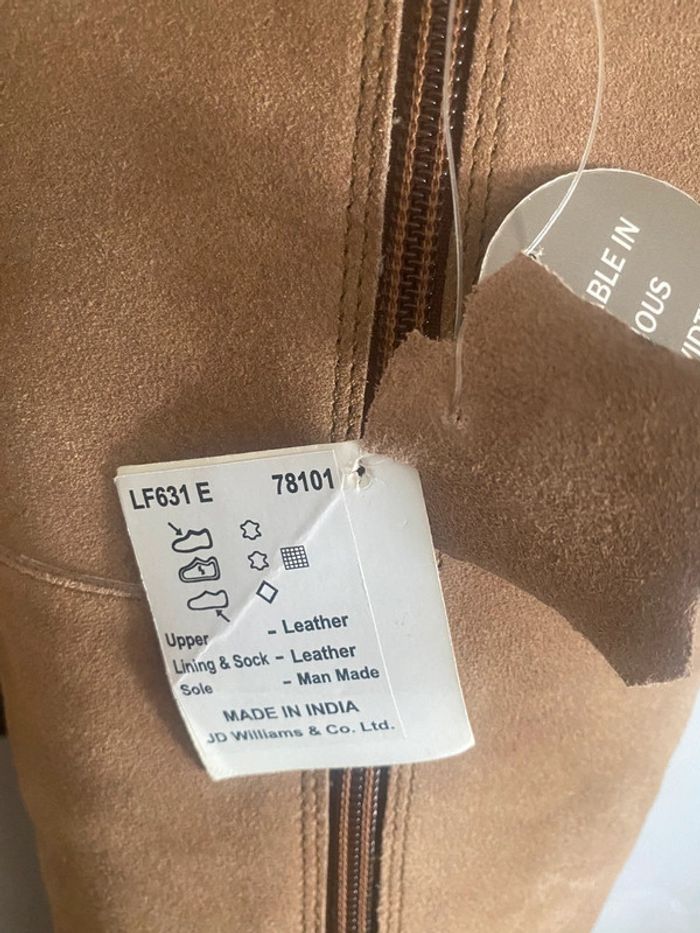 BLE IN
OUS
LF631 E 78101
Upper - Leather
Lining & Sock - Leather
Sole - Man Made
MADE IN INDIA
JD Williams & Co. Ltd.